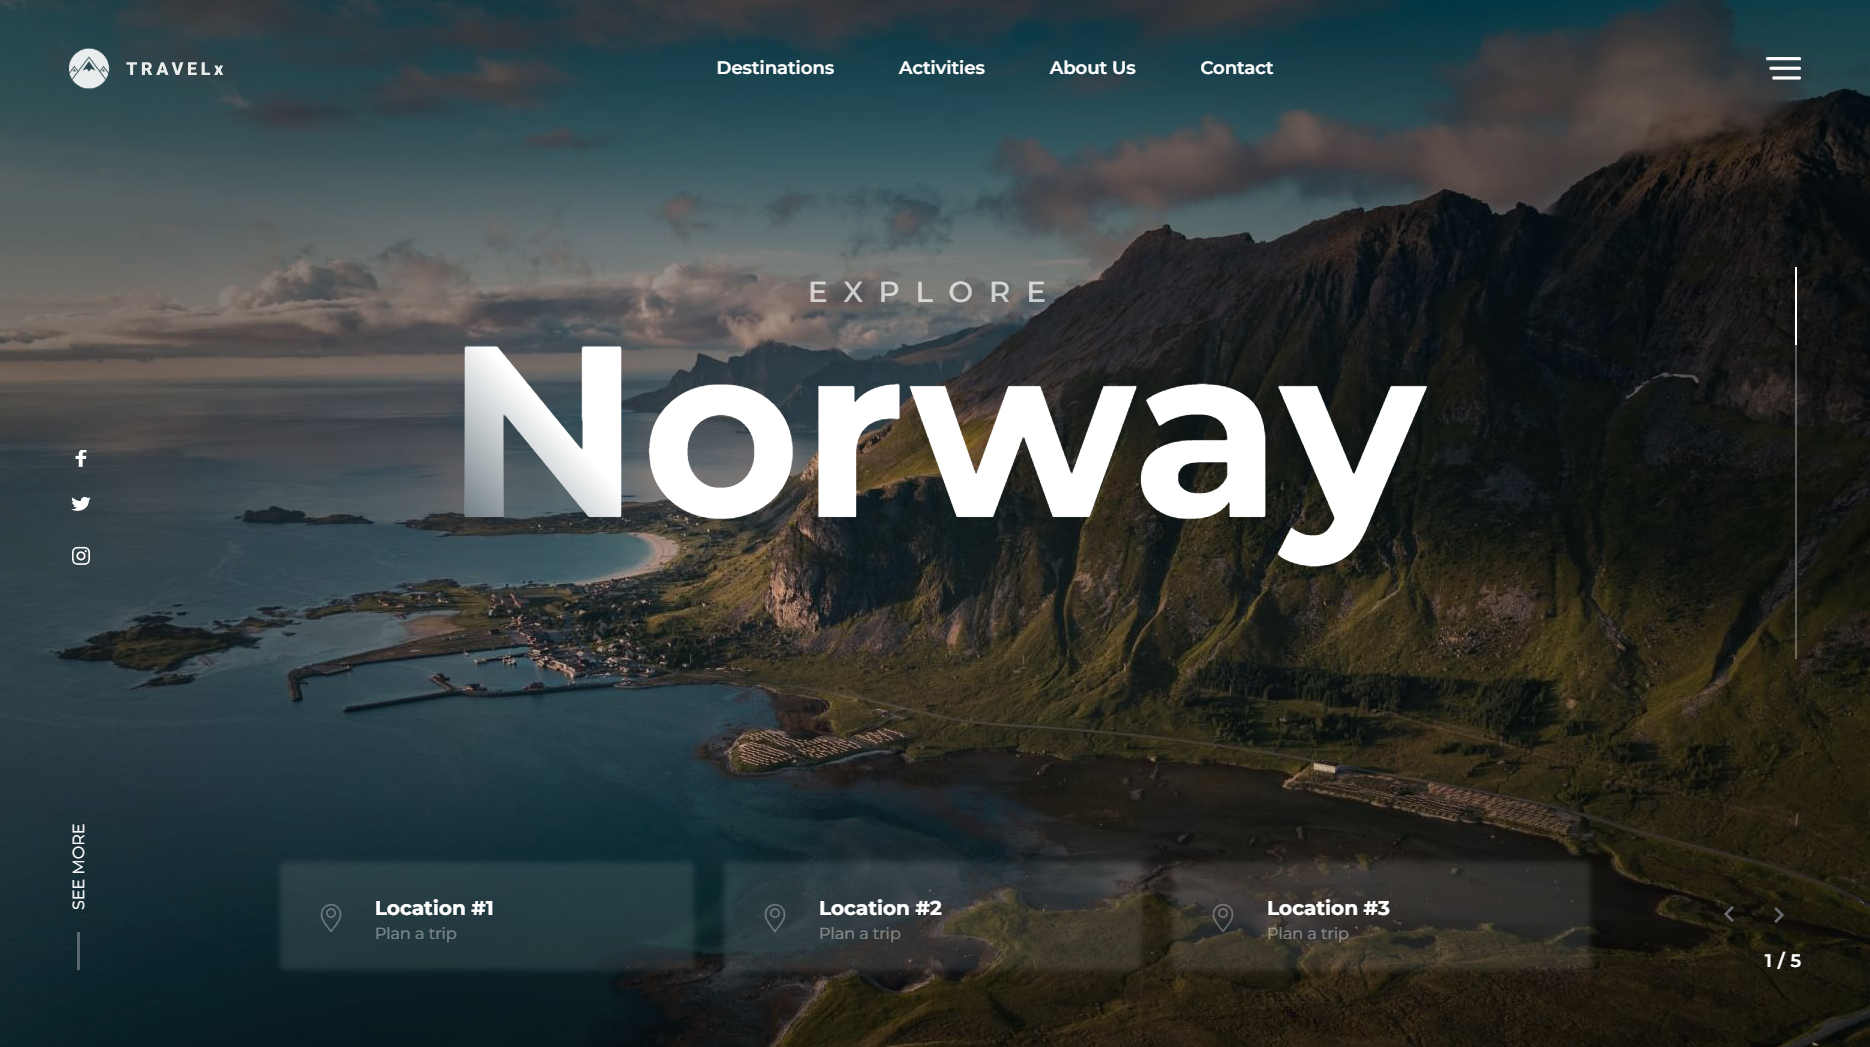 TRAVELx
Destinations
Activities
About Us
Contact
EXPLORE
Norway
SEE MORE
Location #1
Plan a trip
Location #2
Plan a trip
Location #3
Plan a trip
1 / 5